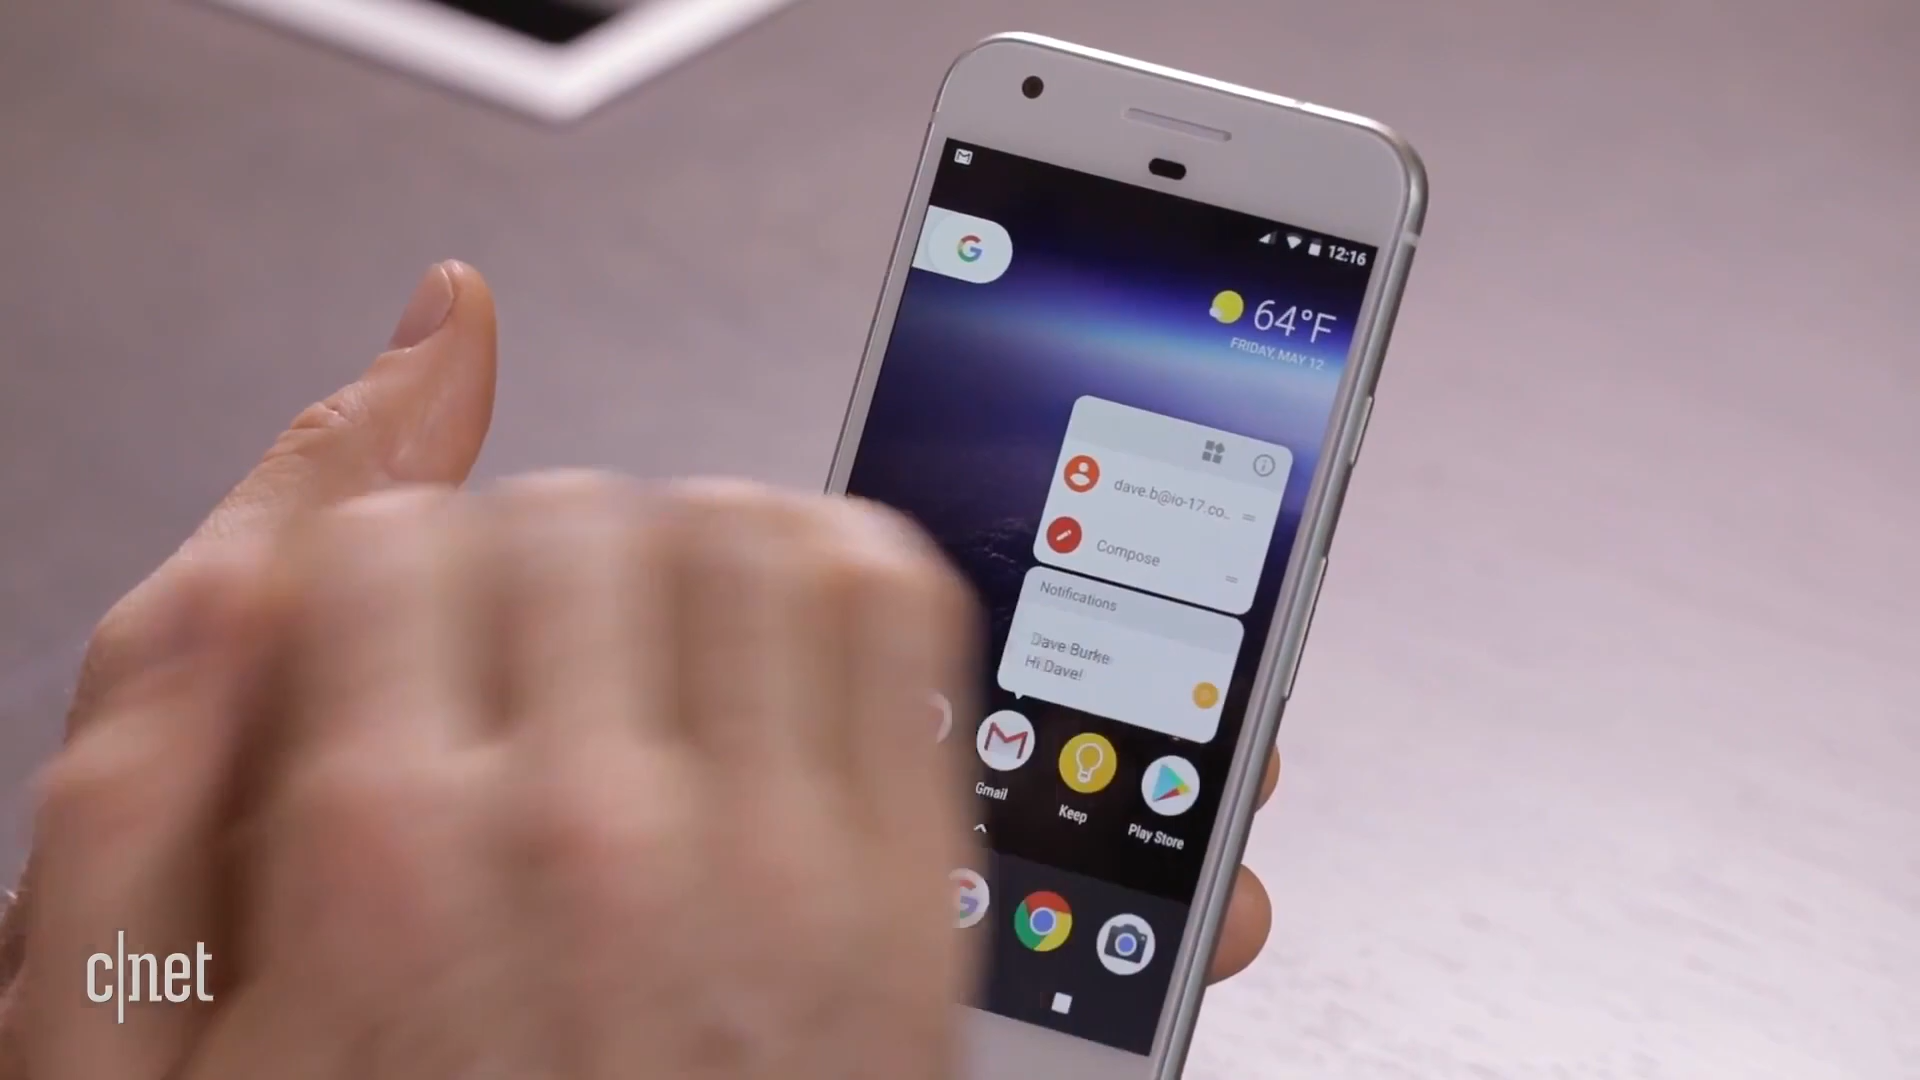 12:16
64°F
FRIDAY, MAY 12
dave.b@io-17.co...
Compose
Notifications
Dave Burke
Hi Dave!
Gmail
Keep
Play Store
c|net